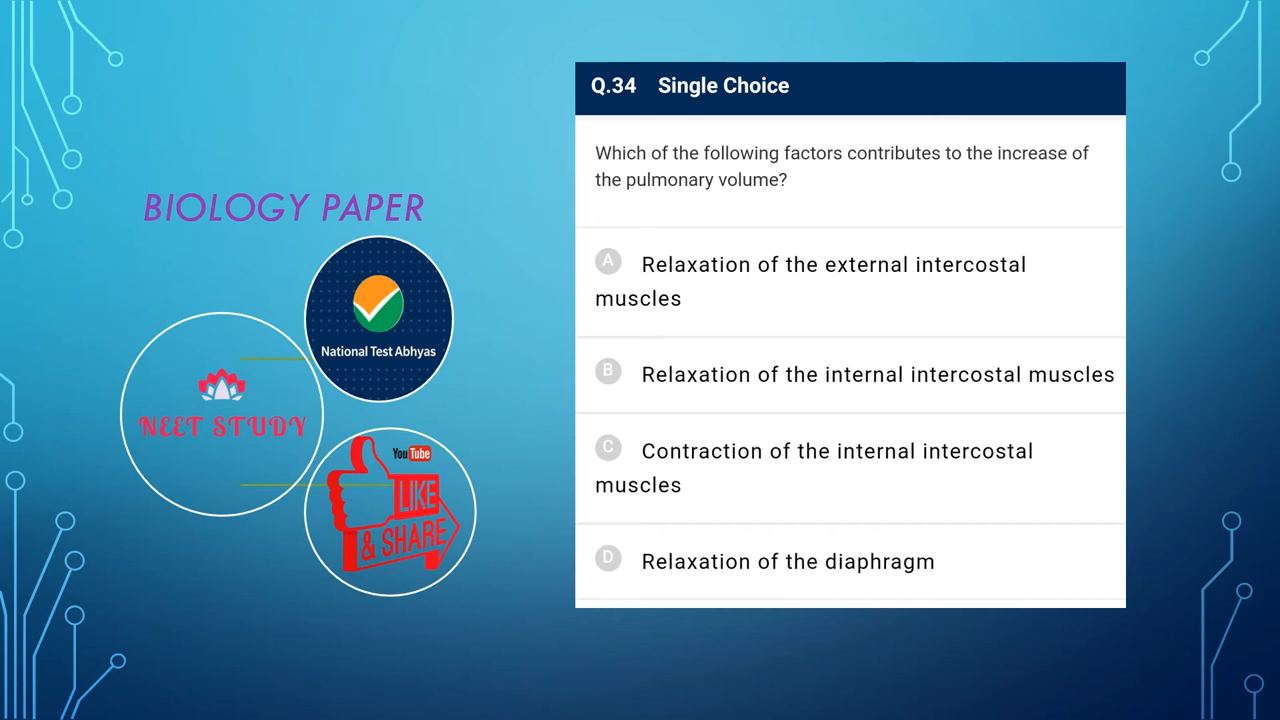 BIOLOGY PAPER
National Test Abhyas
NEET STUDY
YouTube
LIKE
& SHARE
Q.34 Single Choice
Which of the following factors contributes to the increase of
the pulmonary volume?
A Relaxation of the external intercostal
muscles
B Relaxation of the internal intercostal muscles
C Contraction of the internal intercostal
muscles
D Relaxation of the diaphragm